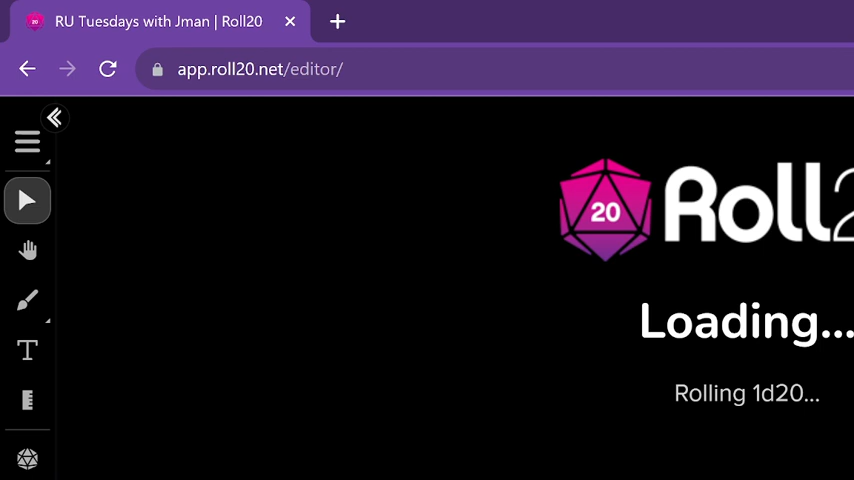 RU Tuesdays with Jman | Roll20
app.roll20.net/editor/
20
Roll2
Loading...
Rolling 1d20...